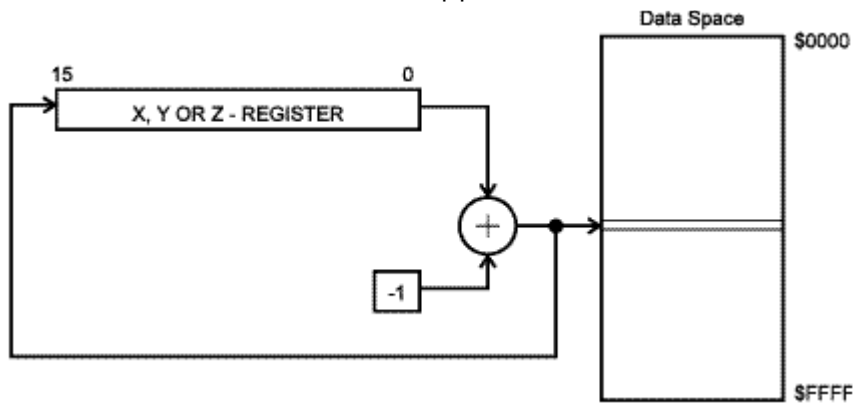 Data Space
$0000
15 0
X, Y OR Z - REGISTER
+
-1
$FFFF